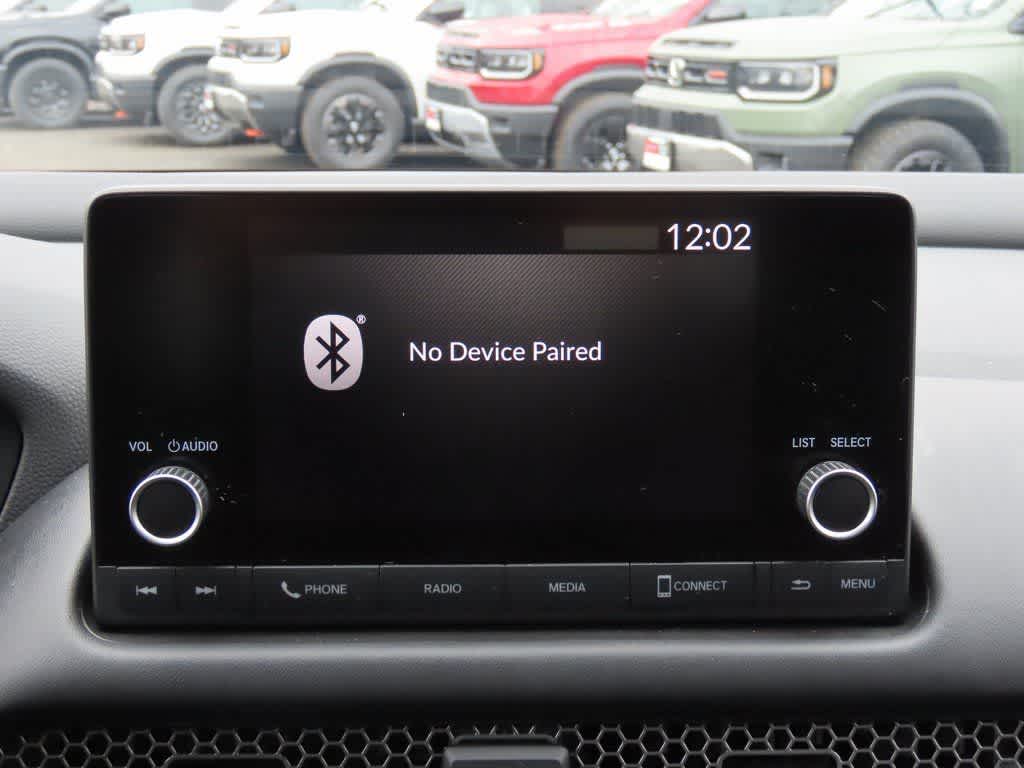 12:02
®
No Device Paired
VOL AUDIO
LIST SELECT
PHONE RADIO MEDIA CONNECT MENU